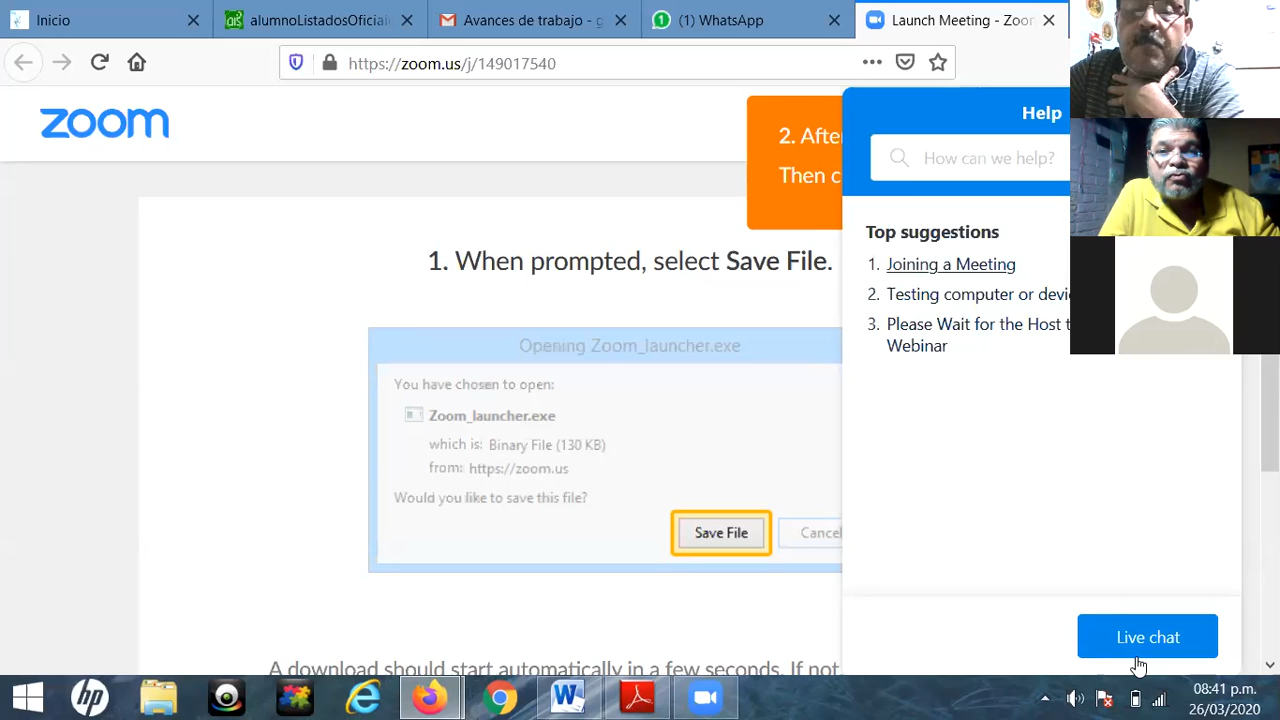 Inicio
alumnoListadosOficial
Avances de trabajo - g
(1) WhatsApp
Launch Meeting - Zoo
https://zoom.us/j/149017540
zoom
2. Afte
Then c
Help
How can we help?
Top suggestions
1. Joining a Meeting
2. Testing computer or devi
3. Please Wait for the Host t
Webinar
1. When prompted, select Save File.
Opening Zoom_launcher.exe
You have chosen to open:
Zoom_launcher.exe
which is: Binary File (130 KB)
from: https://zoom.us
Would you like to save this file?
Save File
Cancel
Live chat
A download should start automatically in a few seconds. If not
08:41 p.m.
26/03/2020